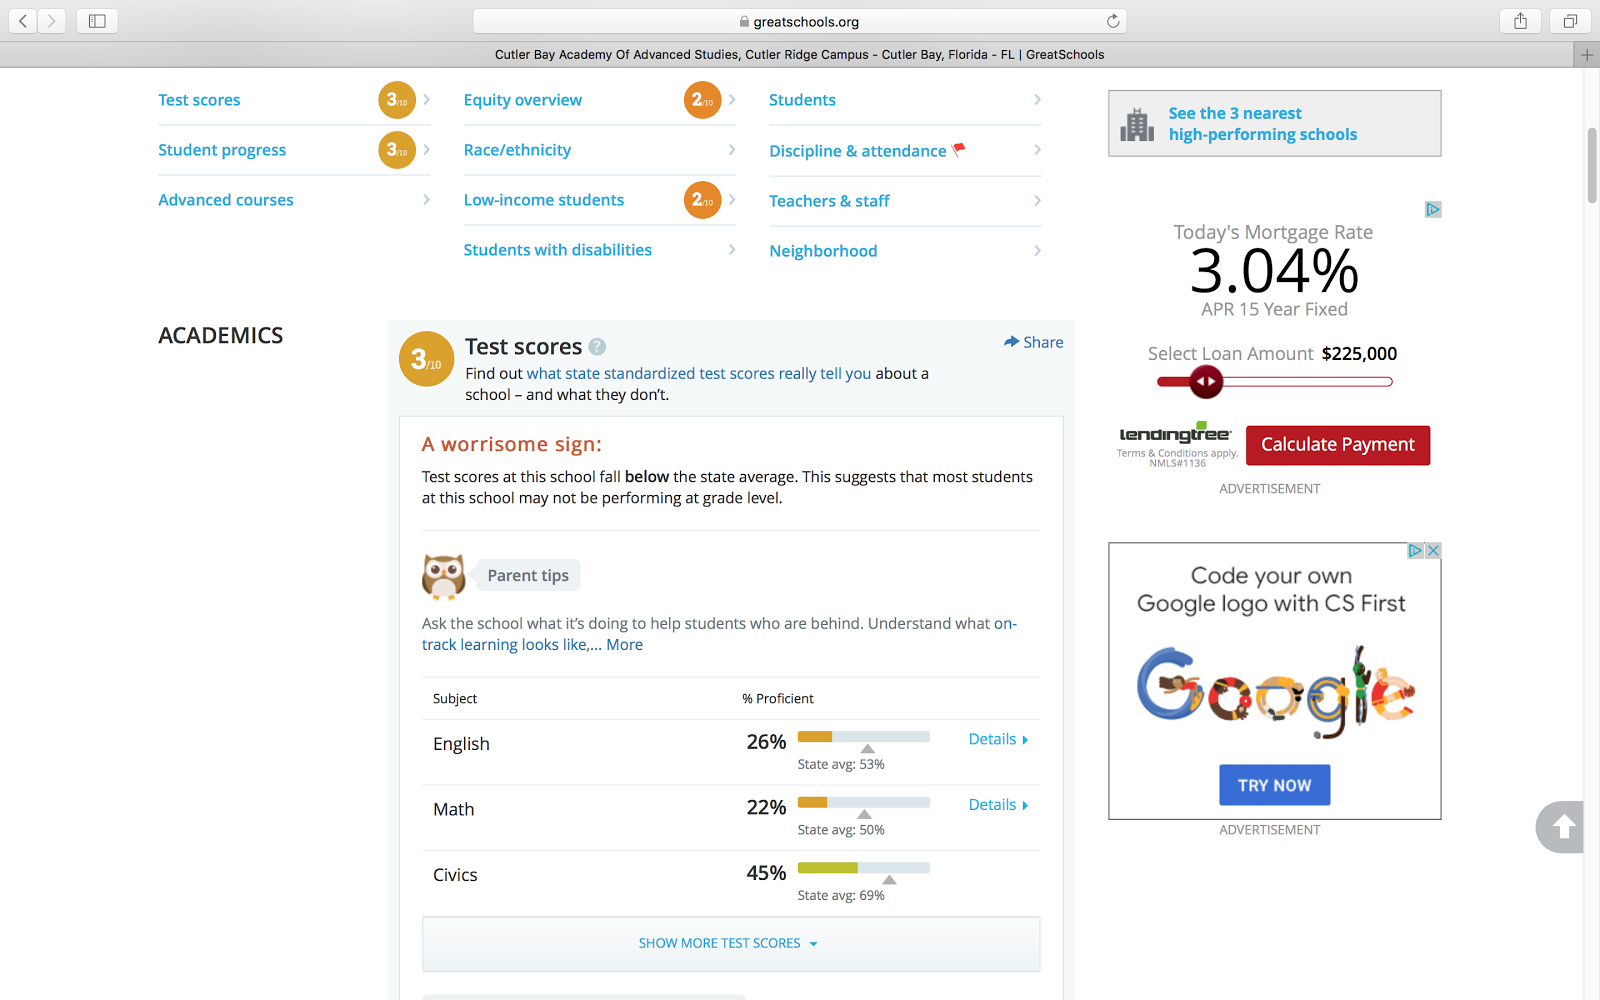 greatschools.org
Cutler Bay Academy Of Advanced Studies, Cutler Ridge Campus - Cutler Bay, Florida - FL | GreatSchools
Test scores 3/10
Student progress 3/10
Advanced courses
Equity overview 2/10
Race/ethnicity
Low-income students 2/10
Students with disabilities
Students
Discipline & attendance
Teachers & staff
Neighborhood
ACADEMICS
3/10
Test scores ?
Share
Find out what state standardized test scores really tell you about a
school – and what they don't.
A worrisome sign:
Test scores at this school fall below the state average. This suggests that most students
at this school may not be performing at grade level.
Parent tips
Ask the school what it's doing to help students who are behind. Understand what on-
track learning looks like,... More
Subject % Proficient
English 26% Details
State avg: 53%
Math 22% Details
State avg: 50%
Civics 45%
State avg: 69%
SHOW MORE TEST SCORES
See the 3 nearest
high-performing schools
Today's Mortgage Rate
3.04%
APR 15 Year Fixed
Select Loan Amount $225,000
lendingtree
Terms & Conditions apply.
NMLS#1136
Calculate Payment
ADVERTISEMENT
Code your own
Google logo with CS First
Google
TRY NOW
ADVERTISEMENT